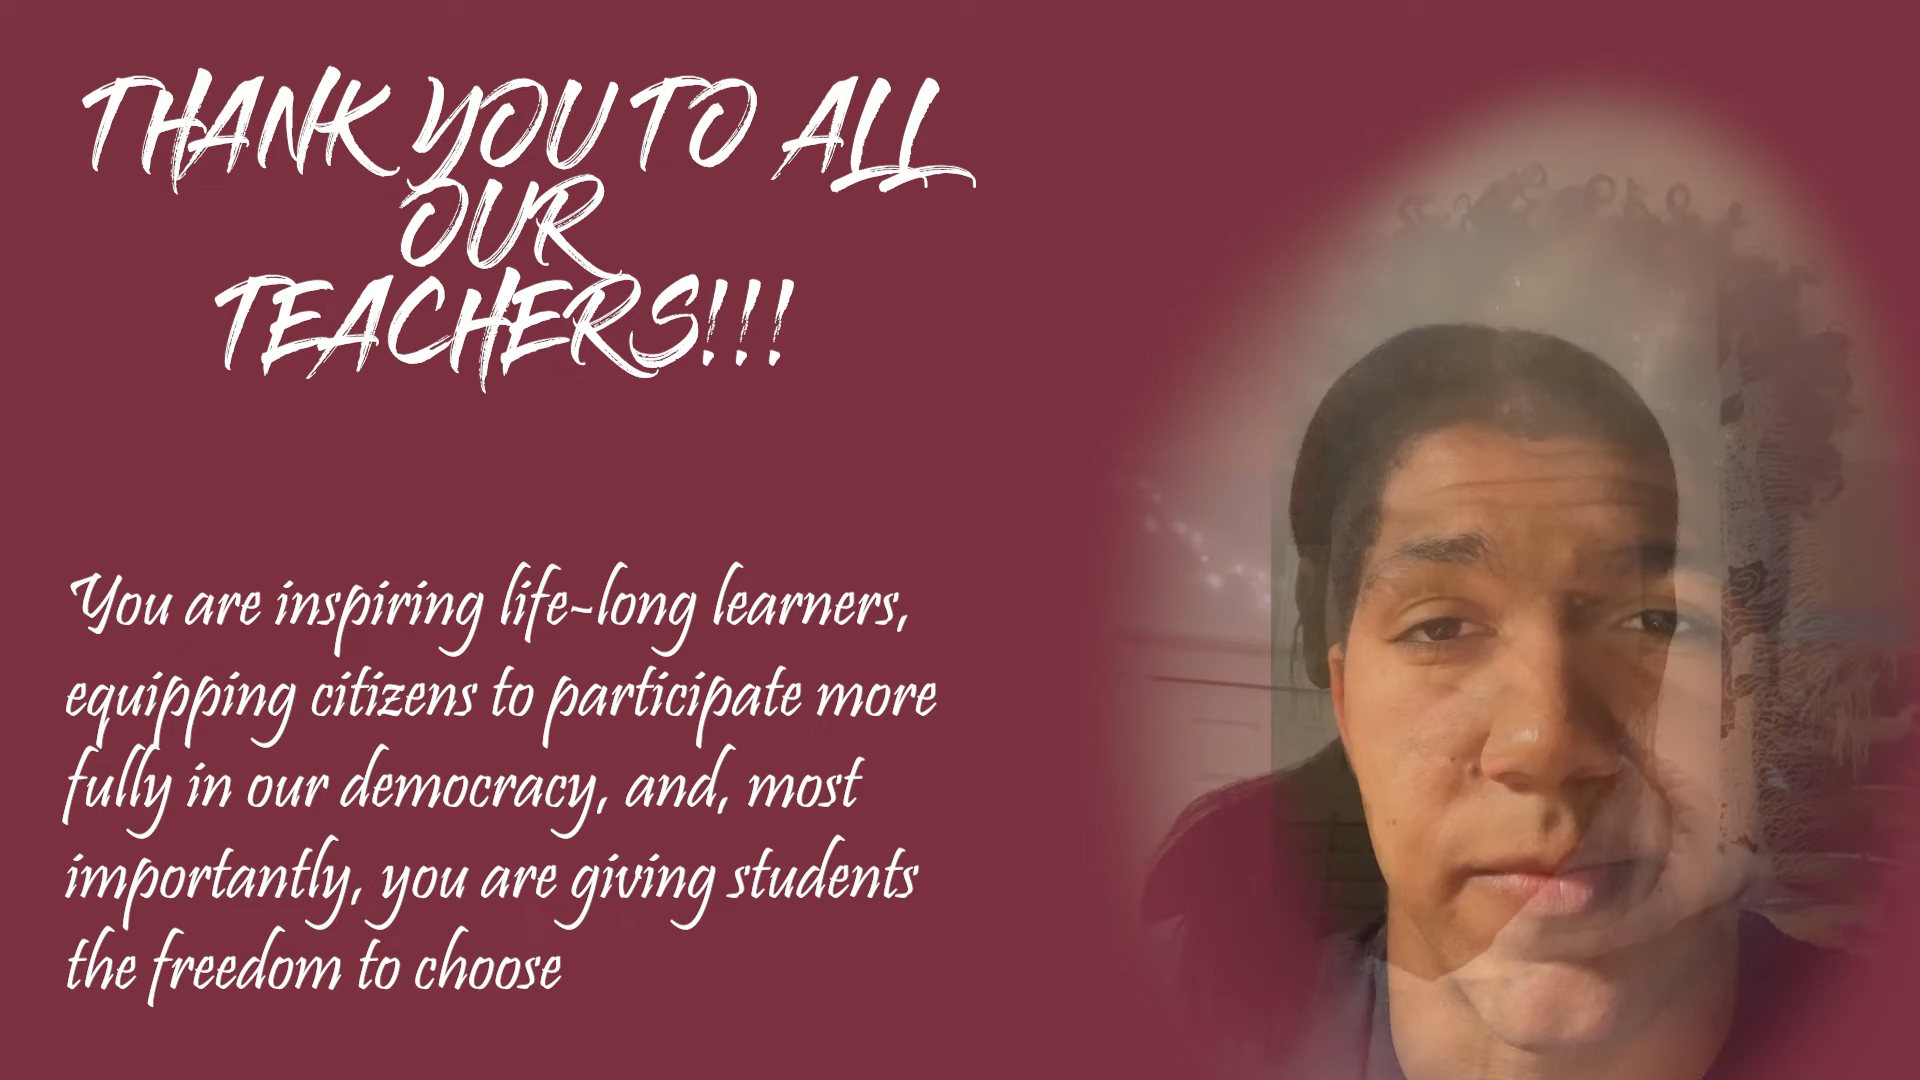 THANK YOU TO ALL
OUR
TEACHERS!!!
You are inspiring life-long learners,
equipping citizens to participate more
fully in our democracy, and, most
importantly, you are giving students
the freedom to choose